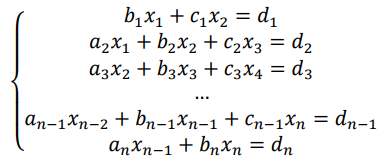 b₁x₁ + c₁x₂ = d₁
a₂x₁ + b₂x₂ + c₂x₃ = d₂
a₃x₂ + b₃x₃ + c₃x₄ = d₃
...
aₙ₋₁xₙ₋₂ + bₙ₋₁xₙ₋₁ + cₙ₋₁xₙ = dₙ₋₁
aₙxₙ₋₁ + bₙxₙ = dₙ